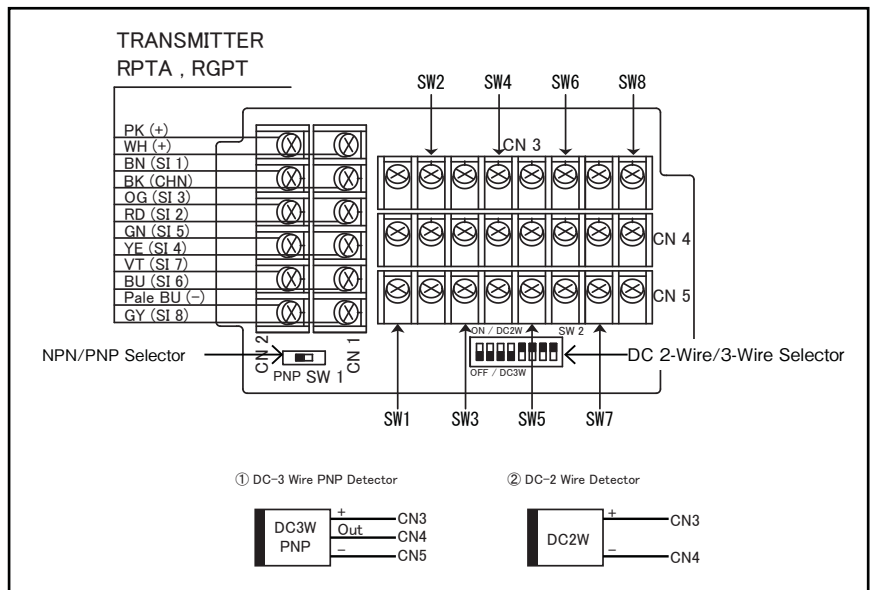 TRANSMITTER
RPTA , RGPT
SW2
SW4
SW6
SW8
CN 3
PK (+)
WH (+)
BN (SI 1)
BK (CHN)
OG (SI 3)
RD (SI 2)
GN (SI 5)
YE (SI 4)
VT (SI 7)
BU (SI 6)
Pale BU (−)
GY (SI 8)
CN 4
CN 5
CN 2
CN 1
ON / DC2W
SW 2
NPN/PNP Selector
DC 2-Wire/3-Wire Selector
PNP SW 1
OFF / DC3W
SW1
SW3
SW5
SW7
① DC-3 Wire PNP Detector
② DC-2 Wire Detector
DC3W
PNP
+
CN3
Out
CN4
−
CN5
DC2W
+
CN3
−
CN4